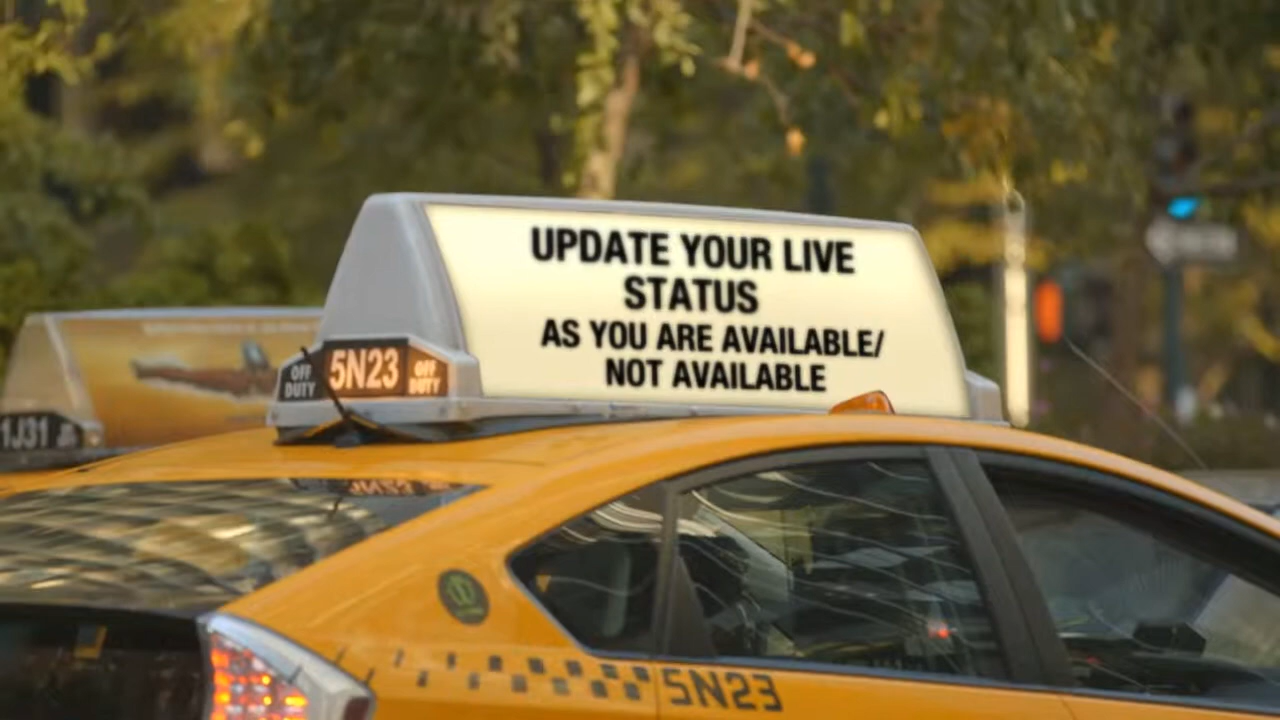 UPDATE YOUR LIVE
STATUS
AS YOU ARE AVAILABLE/
NOT AVAILABLE
OFF
DUTY
5N23
OFF
DUTY
1J31
5N23